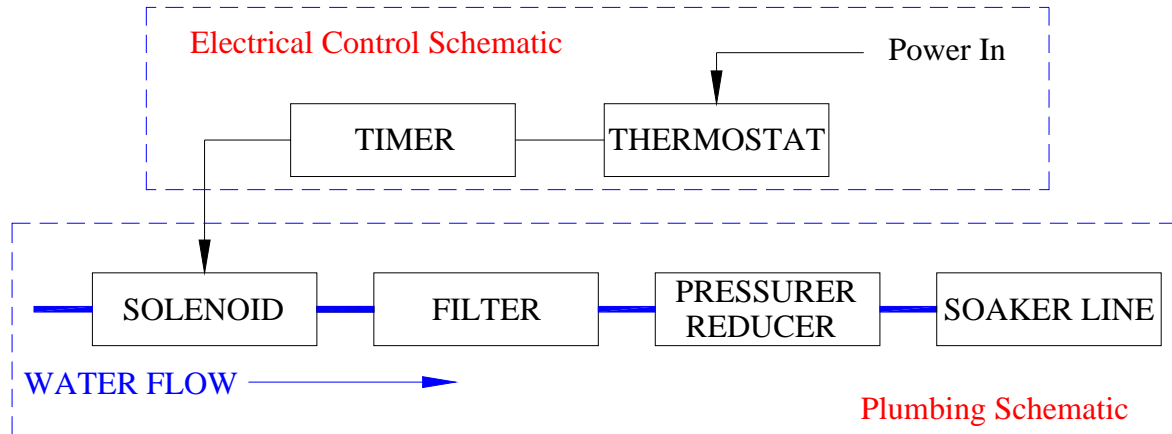 Electrical Control Schematic
Power In
TIMER
THERMOSTAT
SOLENOID
FILTER
PRESSURER
REDUCER
SOAKER LINE
WATER FLOW
Plumbing Schematic